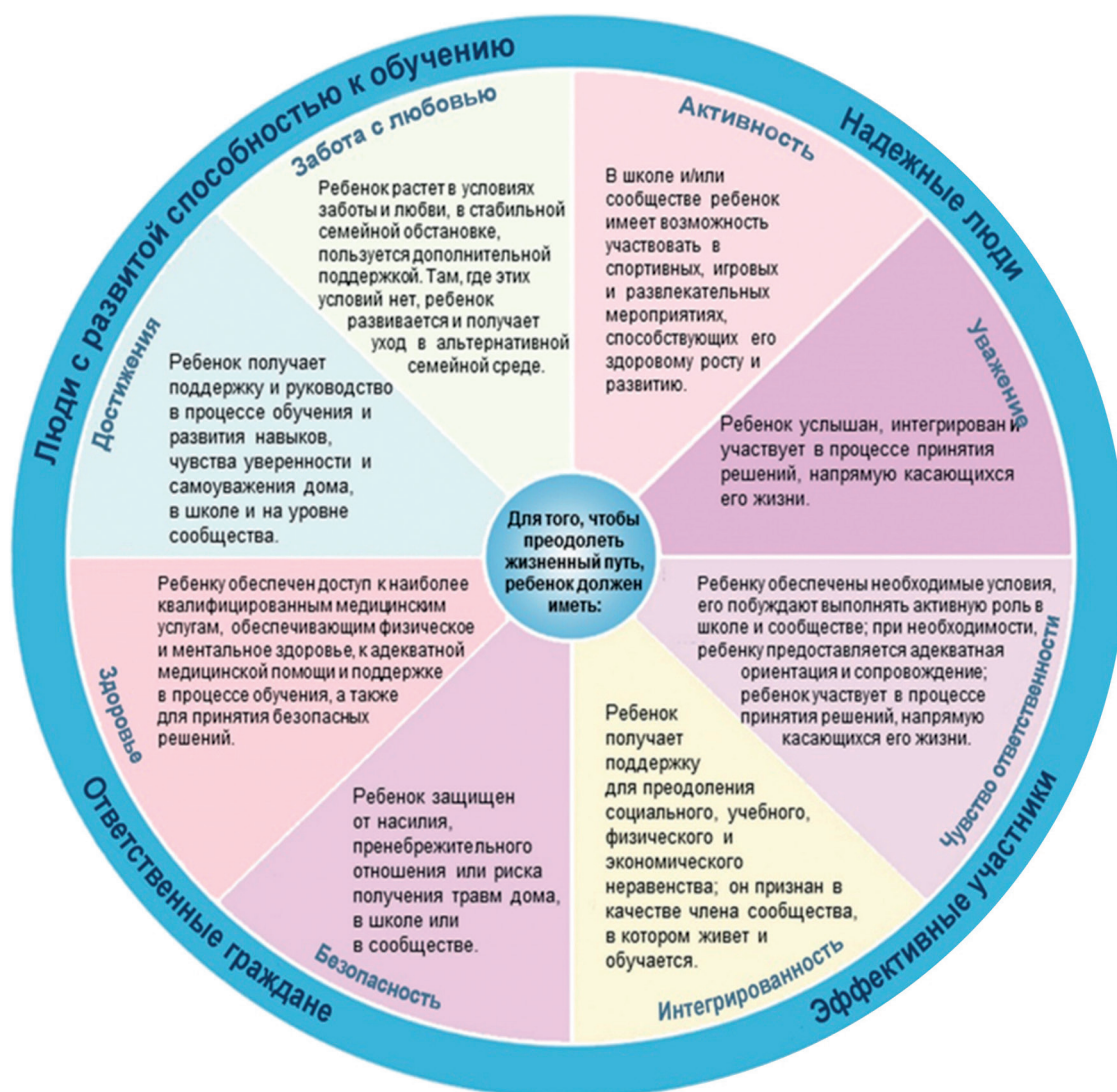 Люди с развитой способностью к обучению
Надежные люди
Эффективные участники
Ответственные граждане
Для того, чтобы
преодолеть
жизненный путь,
ребенок должен
иметь:
Забота с любовью
Ребенок растет в условиях
заботы и любви, в стабильной
семейной обстановке,
пользуется дополнительной
поддержкой. Там, где этих
условий нет, ребенок
развивается и получает
уход в альтернативной
семейной среде.
Активность
В школе и/или
сообществе ребенок
имеет возможность
участвовать в
спортивных, игровых
и развлекательных
мероприятиях,
способствующих его
здоровому росту и
развитию.
Уважение
Ребенок услышан, интегрирован и
участвует в процессе принятия
решений, напрямую касающихся
его жизни.
Чувство ответственности
Ребенку обеспечены необходимые условия,
его побуждают выполнять активную роль в
школе и сообществе; при необходимости,
ребенку предоставляется адекватная
ориентация и сопровождение;
ребенок участвует в процессе
принятия решений, напрямую
касающихся его жизни.
Интегрированность
Ребенок
получает
поддержку
для преодоления
социального, учебного,
физического и
экономического
неравенства; он признан в
качестве члена сообщества,
в котором живет и
обучается.
Безопасность
Ребенок защищен
от насилия,
пренебрежительного
отношения или риска
получения травм дома,
в школе или
в сообществе.
Здоровье
Ребенку обеспечен доступ к наиболее
квалифицированным медицинским
услугам, обеспечивающим физическое
и ментальное здоровье, к адекватной
медицинской помощи и поддержке
в процессе обучения, а также
для принятия безопасных
решений.
Достижения
Ребенок получает
поддержку и руководство
в процессе обучения и
развития навыков,
чувства уверенности и
самоуважения дома,
в школе и на уровне
сообщества.